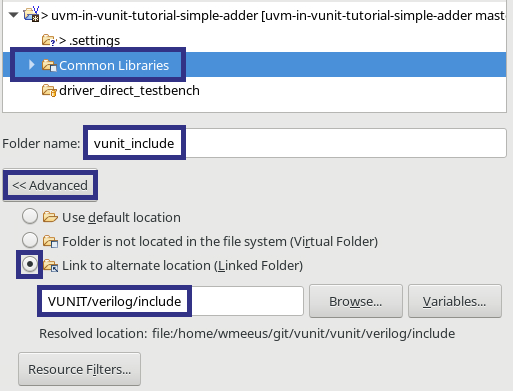 > uvm-in-vunit-tutorial-simple-adder [uvm-in-vunit-tutorial-simple-adder mast
> .settings
Common Libraries
driver_direct_testbench
Folder name: vunit_include
<< Advanced
Use default location
Folder is not located in the file system (Virtual Folder)
Link to alternate location (Linked Folder)
VUNIT/verilog/include Browse... Variables...
Resolved location: file:/home/wmeeus/git/vunit/vunit/verilog/include
Resource Filters...